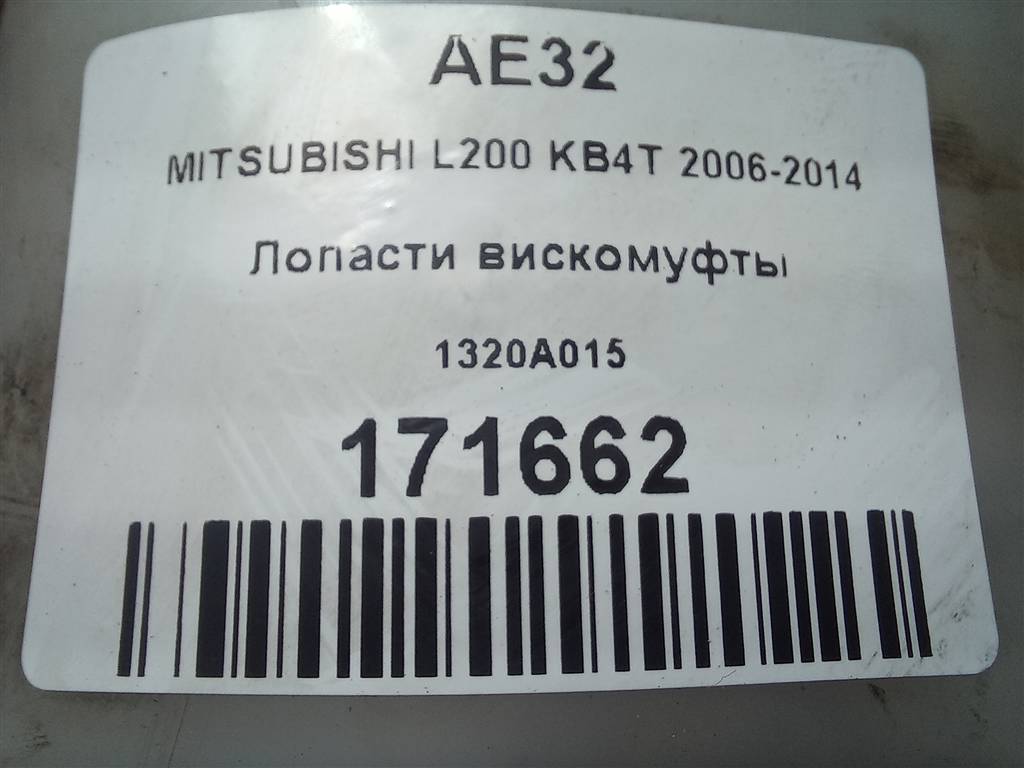 AE32
MITSUBISHI L200 KB4T 2006-2014
Лопасти вискомуфты
1320A015
171662